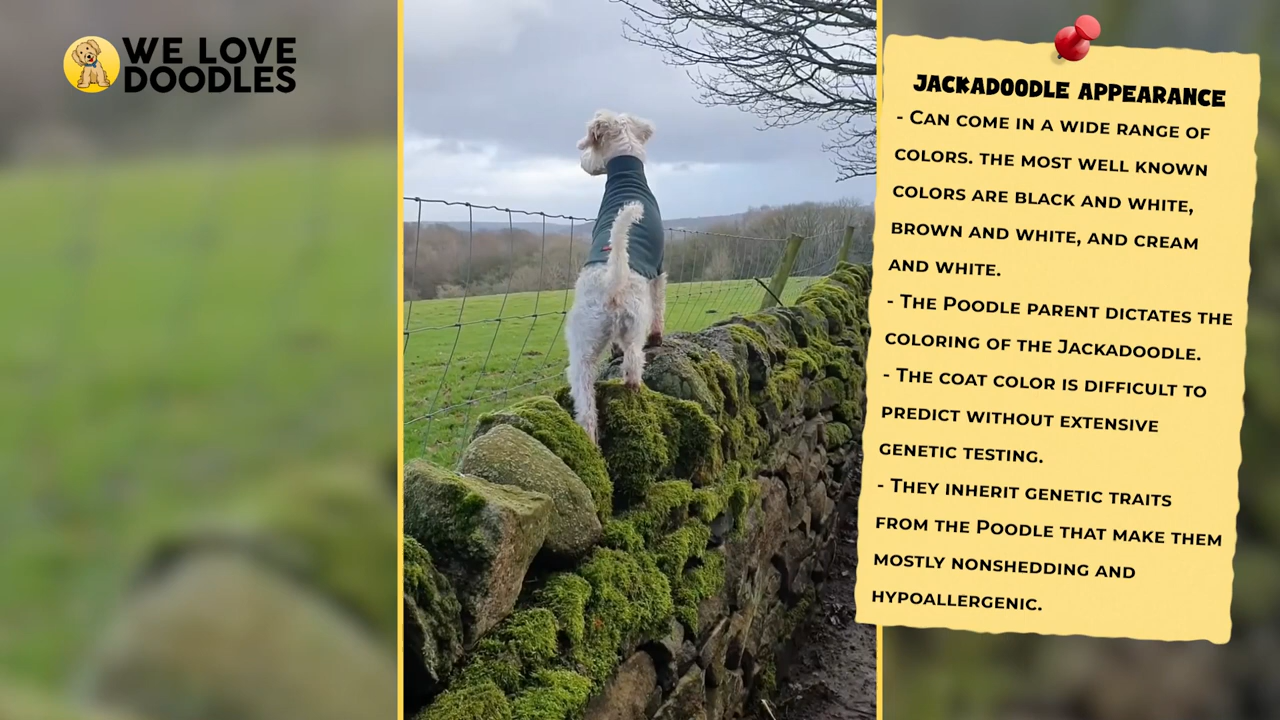 WE LOVE
DOODLES
JACKADOODLE APPEARANCE
- CAN COME IN A WIDE RANGE OF
COLORS. THE MOST WELL KNOWN
COLORS ARE BLACK AND WHITE,
BROWN AND WHITE, AND CREAM
AND WHITE.
- THE POODLE PARENT DICTATES THE
COLORING OF THE JACKADOODLE.
- THE COAT COLOR IS DIFFICULT TO
PREDICT WITHOUT EXTENSIVE
GENETIC TESTING.
- THEY INHERIT GENETIC TRAITS
FROM THE POODLE THAT MAKE THEM
MOSTLY NONSHEDDING AND
HYPOALLERGENIC.